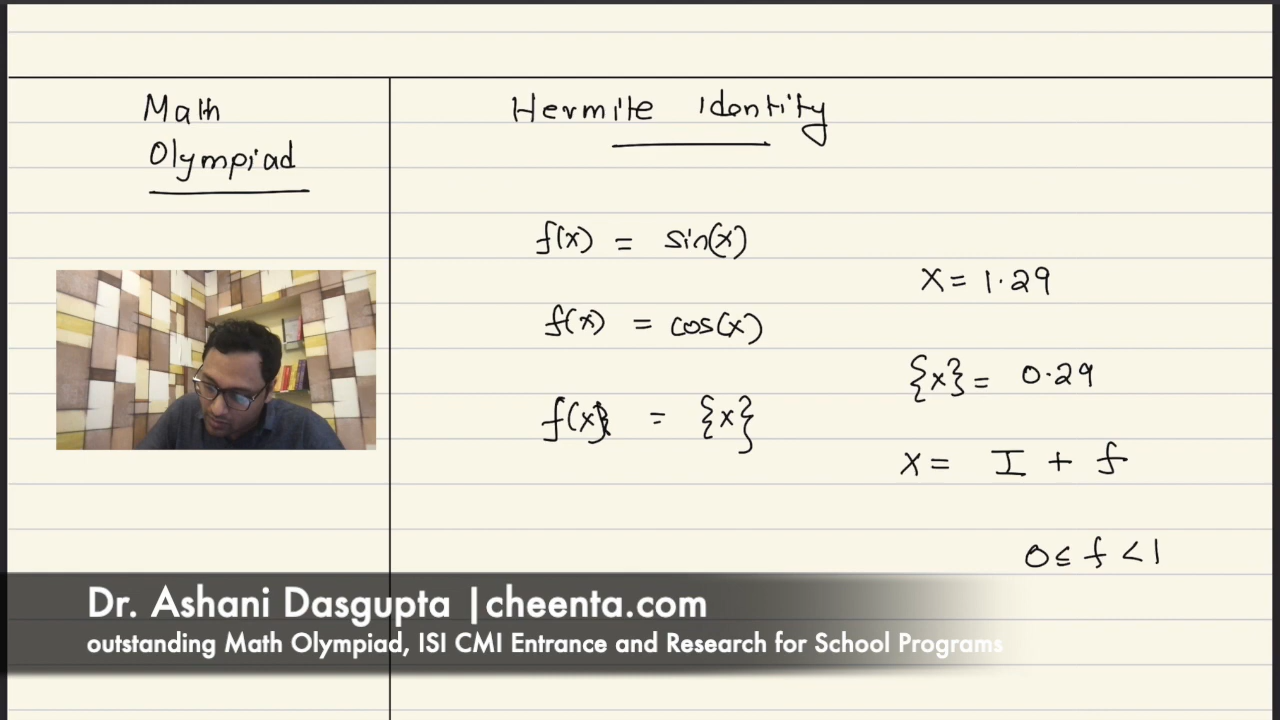 Math
Olympiad
Hermite Identity
f(x) = sin(x)
f(x) = cos(x)
f(x) = {x}
x = 1.29
{x} = 0.29
x = I + f
0 ≤ f < 1
Dr. Ashani Dasgupta | cheenta.com
outstanding Math Olympiad, ISI CMI Entrance and Research for School Programs